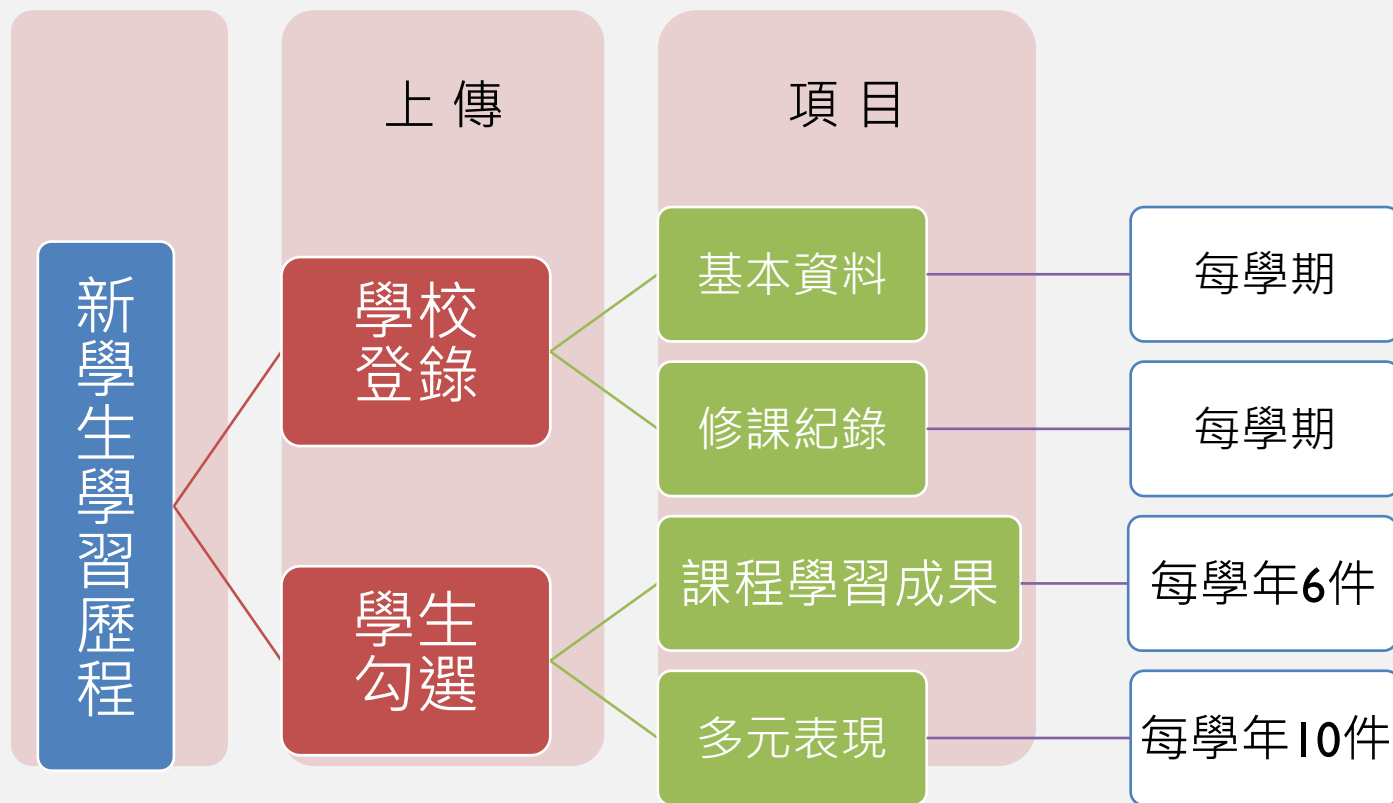 上傳
項目
新學生學習歷程
學校
登錄
基本資料
每學期
修課紀錄
每學期
學生
勾選
課程學習成果
每學年6件
多元表現
每學年10件